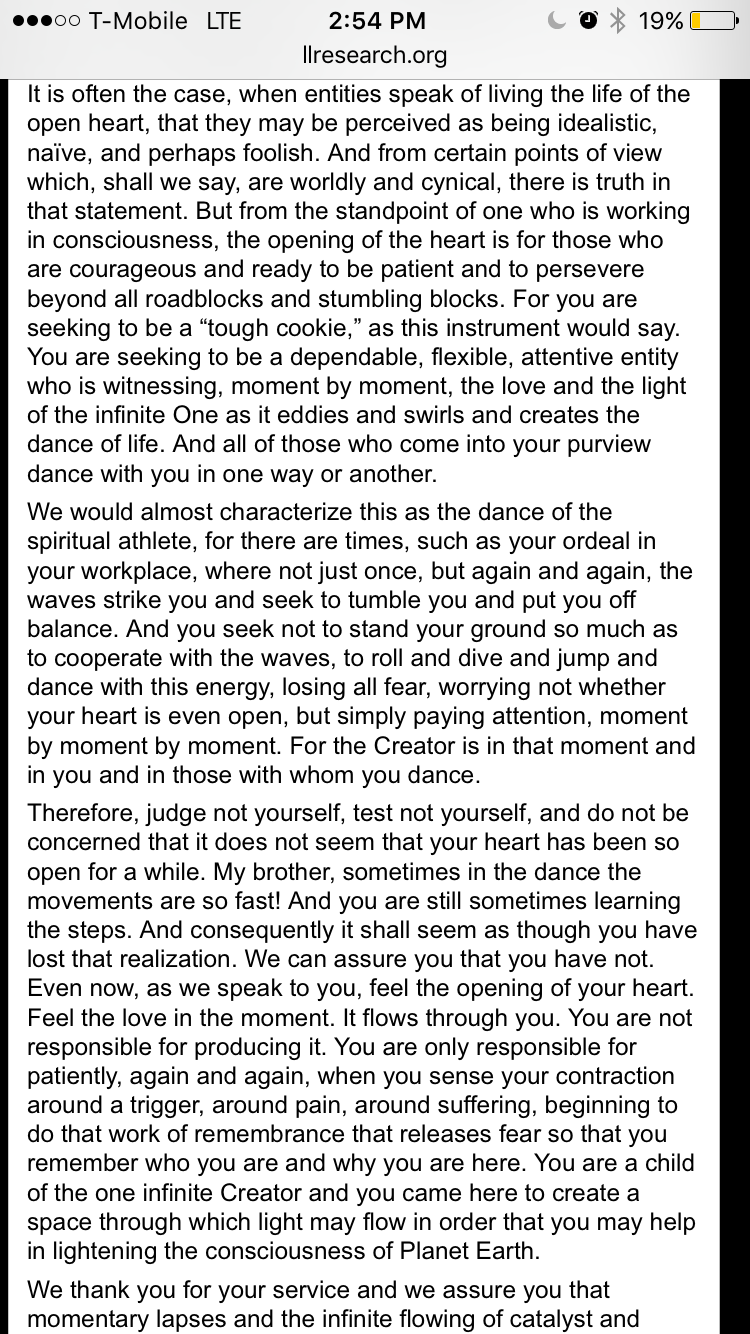 T-Mobile LTE 2:54 PM 19%
llresearch.org
It is often the case, when entities speak of living the life of the
open heart, that they may be perceived as being idealistic,
naïve, and perhaps foolish. And from certain points of view
which, shall we say, are worldly and cynical, there is truth in
that statement. But from the standpoint of one who is working
in consciousness, the opening of the heart is for those who
are courageous and ready to be patient and to persevere
beyond all roadblocks and stumbling blocks. For you are
seeking to be a “tough cookie,” as this instrument would say.
You are seeking to be a dependable, flexible, attentive entity
who is witnessing, moment by moment, the love and the light
of the infinite One as it eddies and swirls and creates the
dance of life. And all of those who come into your purview
dance with you in one way or another.
We would almost characterize this as the dance of the
spiritual athlete, for there are times, such as your ordeal in
your workplace, where not just once, but again and again, the
waves strike you and seek to tumble you and put you off
balance. And you seek not to stand your ground so much as
to cooperate with the waves, to roll and dive and jump and
dance with this energy, losing all fear, worrying not whether
your heart is even open, but simply paying attention, moment
by moment by moment. For the Creator is in that moment and
in you and in those with whom you dance.
Therefore, judge not yourself, test not yourself, and do not be
concerned that it does not seem that your heart has been so
open for a while. My brother, sometimes in the dance the
movements are so fast! And you are still sometimes learning
the steps. And consequently it shall seem as though you have
lost that realization. We can assure you that you have not.
Even now, as we speak to you, feel the opening of your heart.
Feel the love in the moment. It flows through you. You are not
responsible for producing it. You are only responsible for
patiently, again and again, when you sense your contraction
around a trigger, around pain, around suffering, beginning to
do that work of remembrance that releases fear so that you
remember who you are and why you are here. You are a child
of the one infinite Creator and you came here to create a
space through which light may flow in order that you may help
in lightening the consciousness of Planet Earth.
We thank you for your service and we assure you that
momentary lapses and the infinite flowing of catalyst and